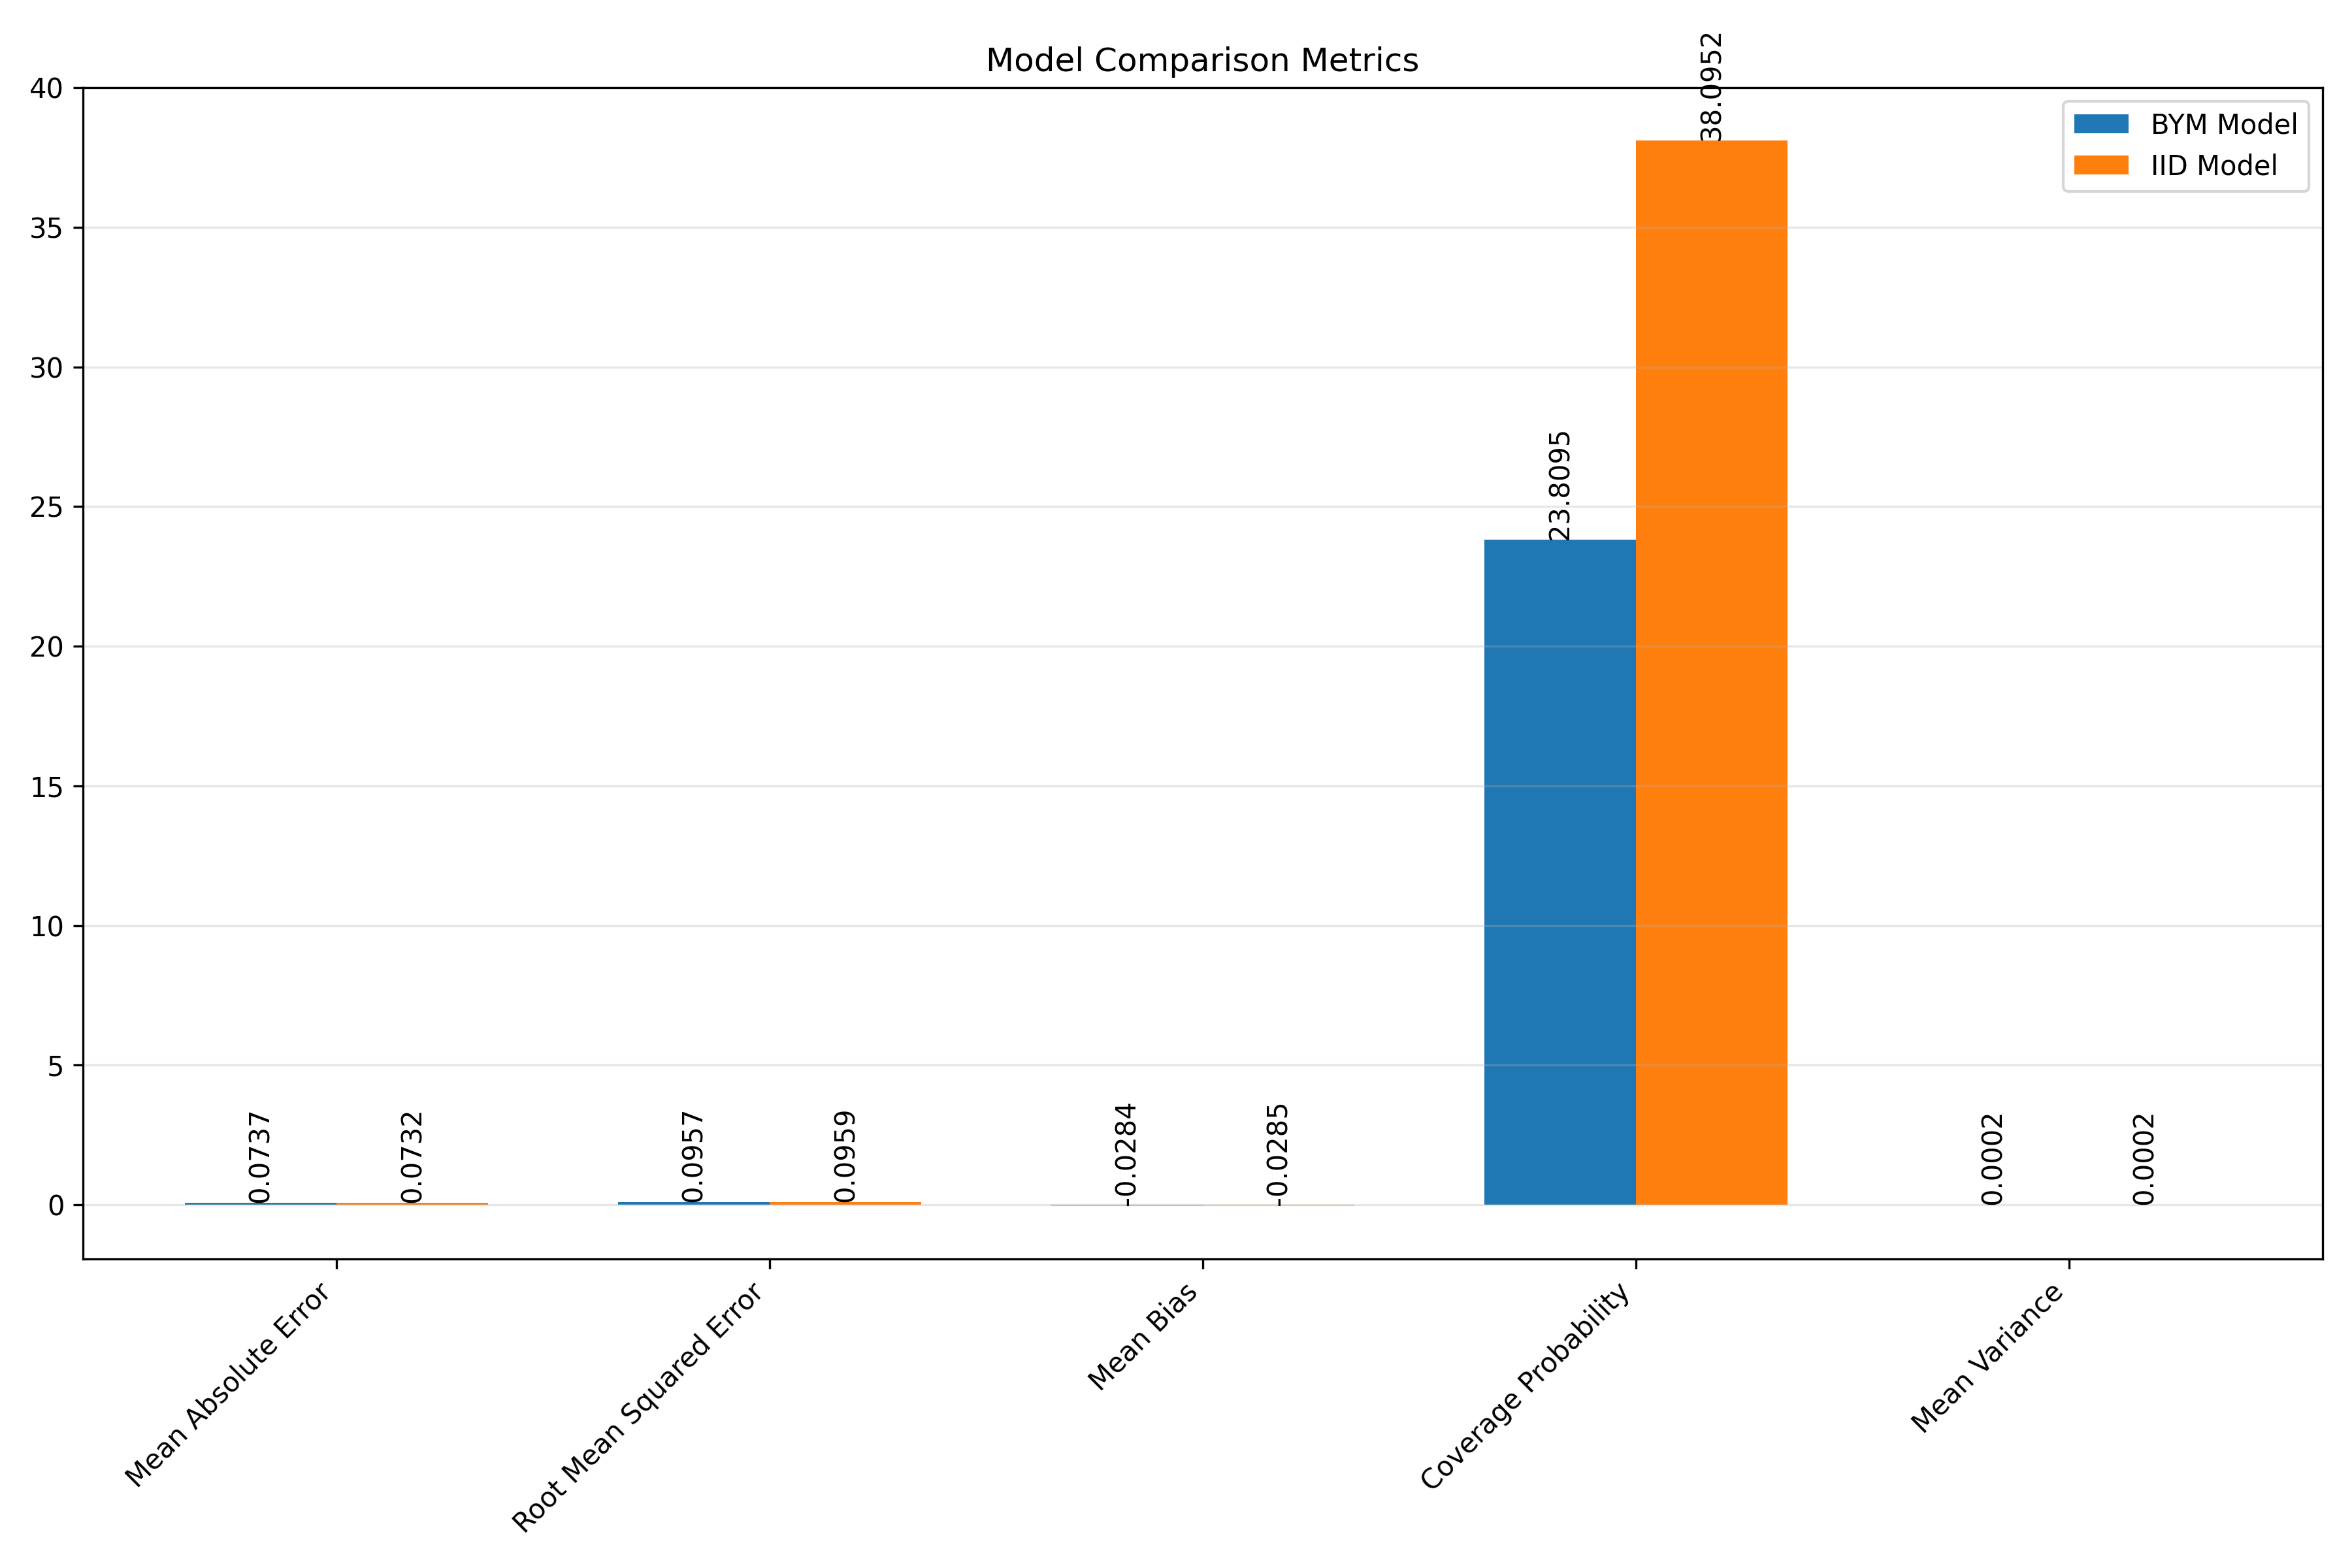 Model Comparison Metrics
40
35
30
25
20
15
10
5
0
BYM Model
IID Model
0.0737
0.0732
0.0957
0.0959
-0.0284
-0.0285
23.8095
38.0952
0.0002
0.0002
Mean Absolute Error
Root Mean Squared Error
Mean Bias
Coverage Probability
Mean Variance